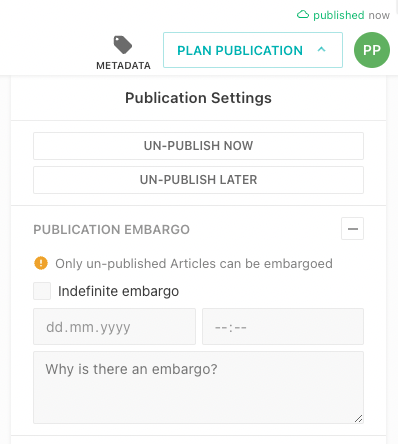 published now
METADATA
PLAN PUBLICATION
PP
Publication Settings
UN-PUBLISH NOW
UN-PUBLISH LATER
PUBLICATION EMBARGO
Only un-published Articles can be embargoed
Indefinite embargo
dd.mm.yyyy
--:--
Why is there an embargo?